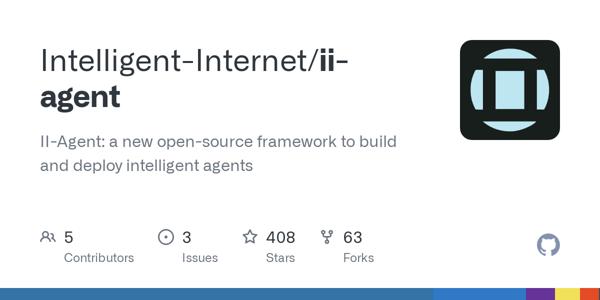 Intelligent-Internet/ii-
agent
II-Agent: a new open-source framework to build
and deploy intelligent agents
5 3 408 63
Contributors Issues Stars Forks